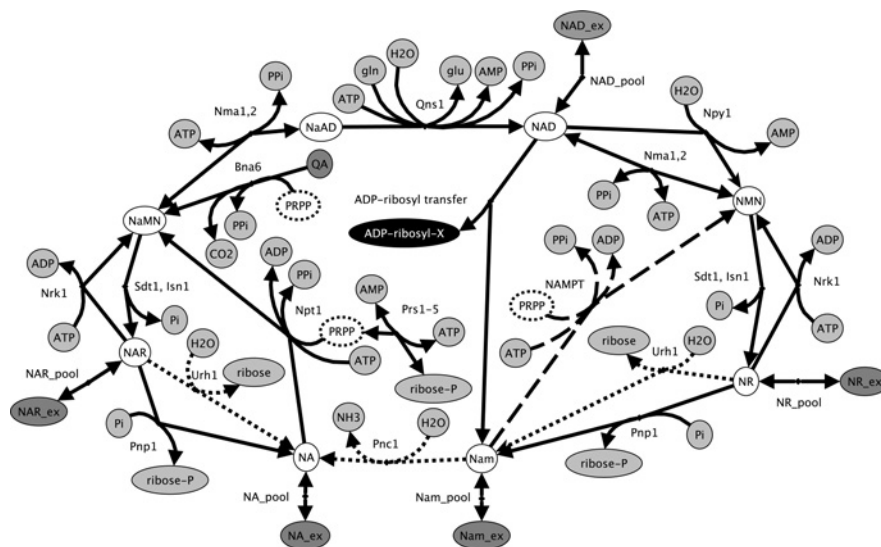 NAD_ex
H2O
PPi
gln
glu
AMP
PPi
NAD_pool
H2O
ATP
Nma1,2
Qns1
Npy1
ATP
NaAD
NAD
AMP
Bna6
QA
Nma1,2
PRPP
ADP-ribosyl transfer
PPi
ATP
NMN
NaMN
PPi
CO2
ADP-ribosyl-X
ADP
PPi
ADP
ADP
ADP
PPi
AMP
NAMPT
Sdt1, Isn1
Nrk1
Sdt1, Isn1
Nrk1
Npt1
PRPP
Prs1-5
PRPP
Pi
ATP
Pi
ATP
ATP
ATP
ATP
NAR
H2O
ribose
ribose
Urh1
H2O
NAR_pool
Urh1
ribose-P
NR
NR_ex
NAR_ex
NR_pool
Pi
NH3
H2O
Pnp1
Pi
Pnp1
Pnc1
ribose-P
NA
Nam
ribose-P
NA_pool
Nam_pool
NA_ex
Nam_ex